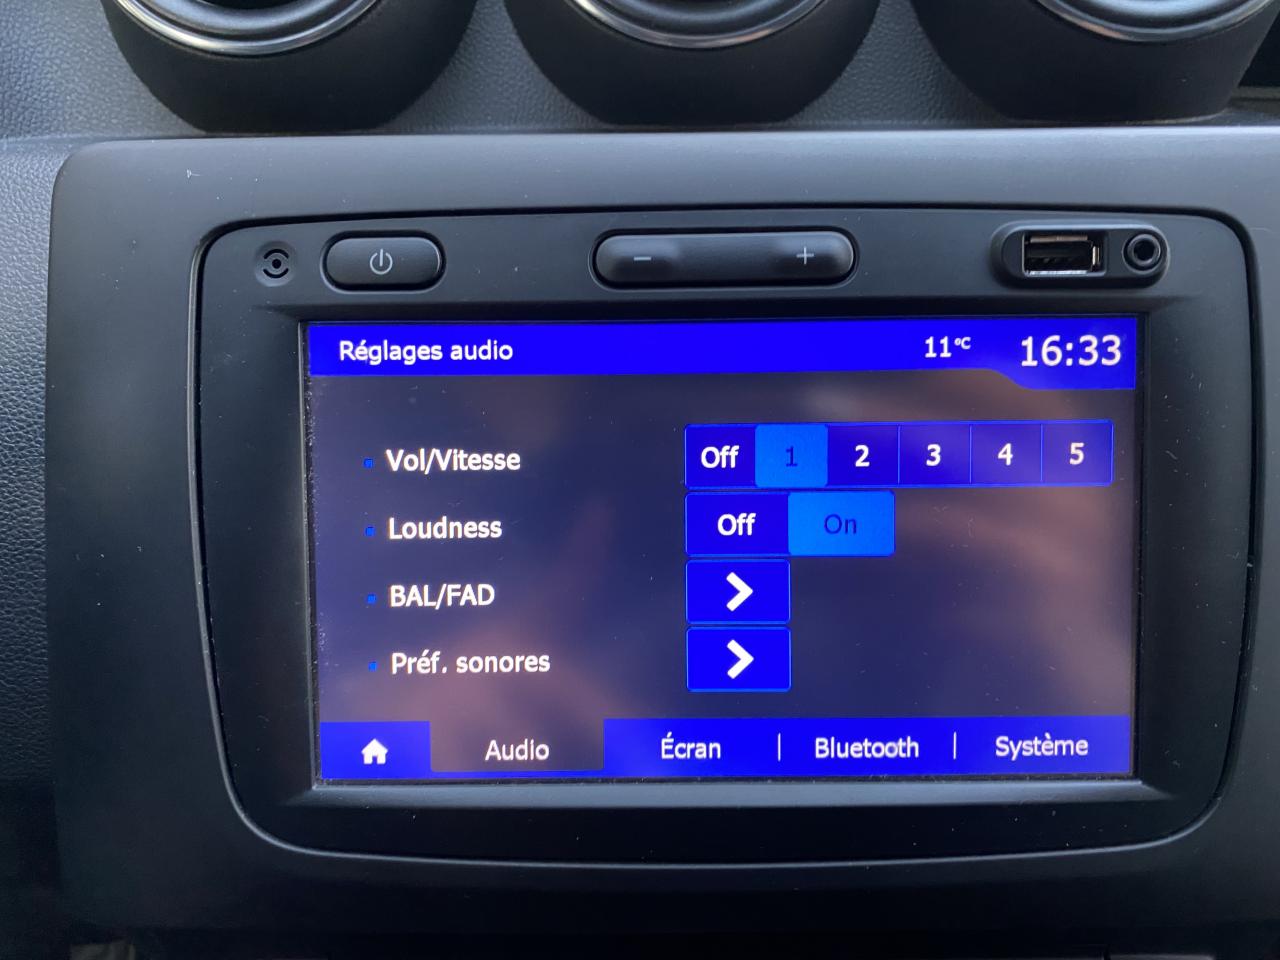 Réglages audio 11°C 16:33
Vol/Vitesse Off 1 2 3 4 5
Loudness Off On
BAL/FAD
Préf. sonores
Audio Écran | Bluetooth | Système